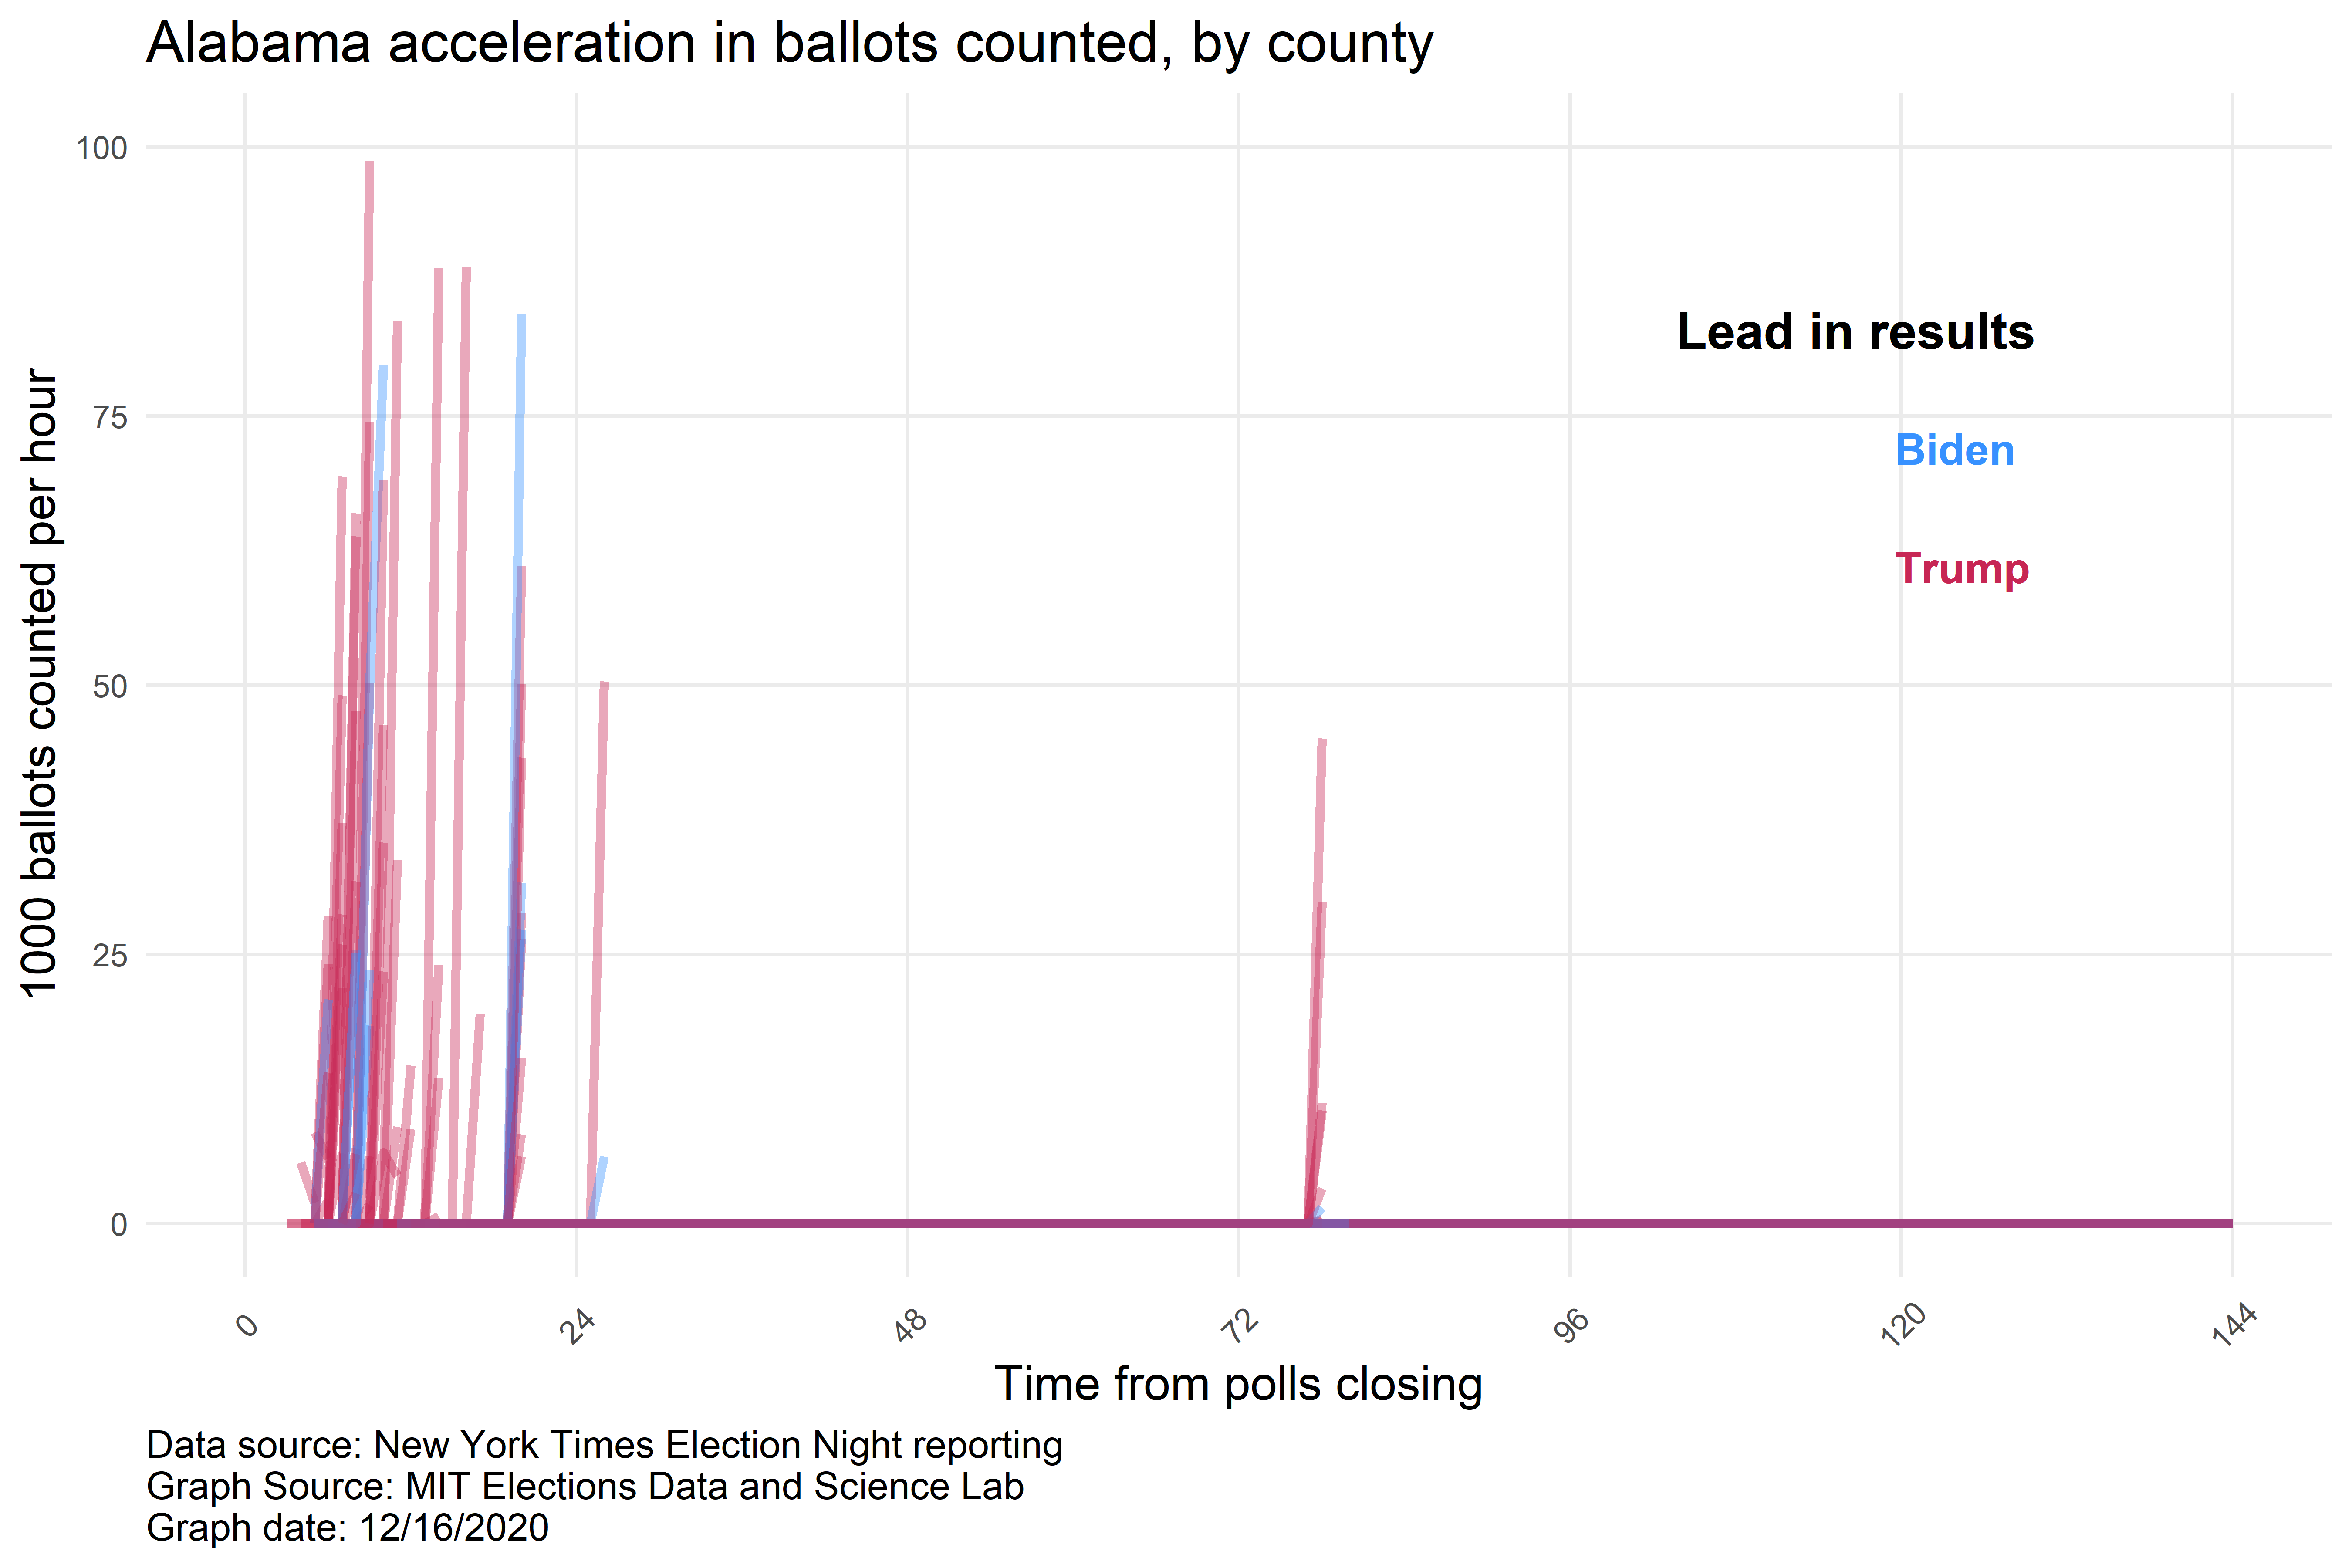 Alabama acceleration in ballots counted, by county
1000 ballots counted per hour
100
75
50
25
0
Lead in results
Biden
Trump
0
24
48
72
96
120
144
Time from polls closing
Data source: New York Times Election Night reporting
Graph Source: MIT Elections Data and Science Lab
Graph date: 12/16/2020